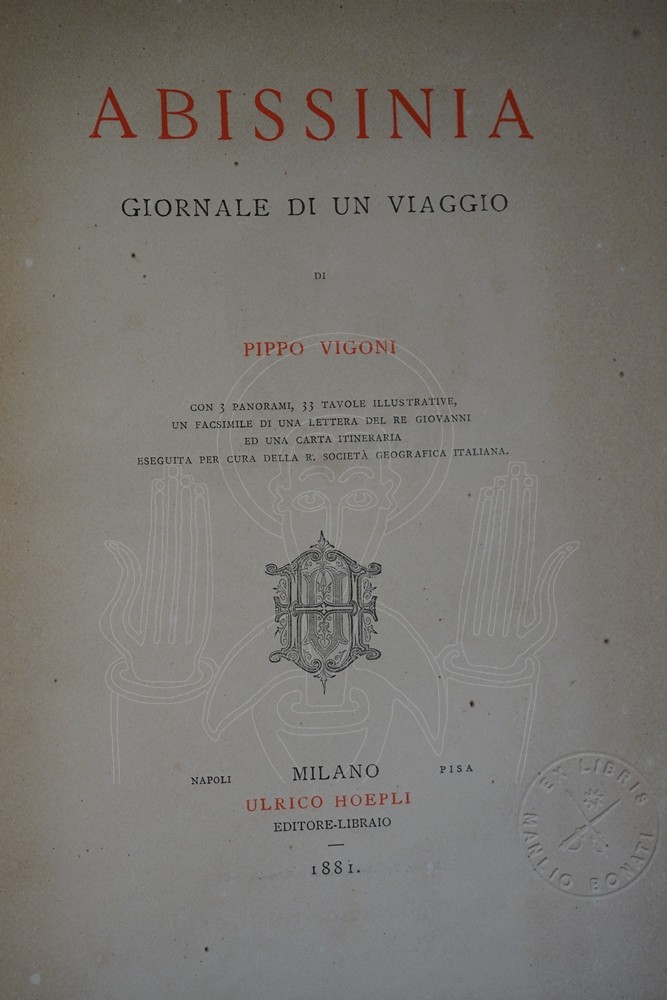 ABISSINIA
GIORNALE DI UN VIAGGIO
DI
PIPPO VIGONI
CON 3 PANORAMI, 33 TAVOLE ILLUSTRATIVE,
UN FACSIMILE DI UNA LETTERA DEL RE GIOVANNI
ED UNA CARTA ITINERARIA
ESEGUITA PER CURA DELLA R. SOCIETÀ GEOGRAFICA ITALIANA.
NAPOLI MILANO PISA
ULRICO HOEPLI
EDITORE-LIBRAIO
1881.
EX LIBRIS
MANLIO BONATI